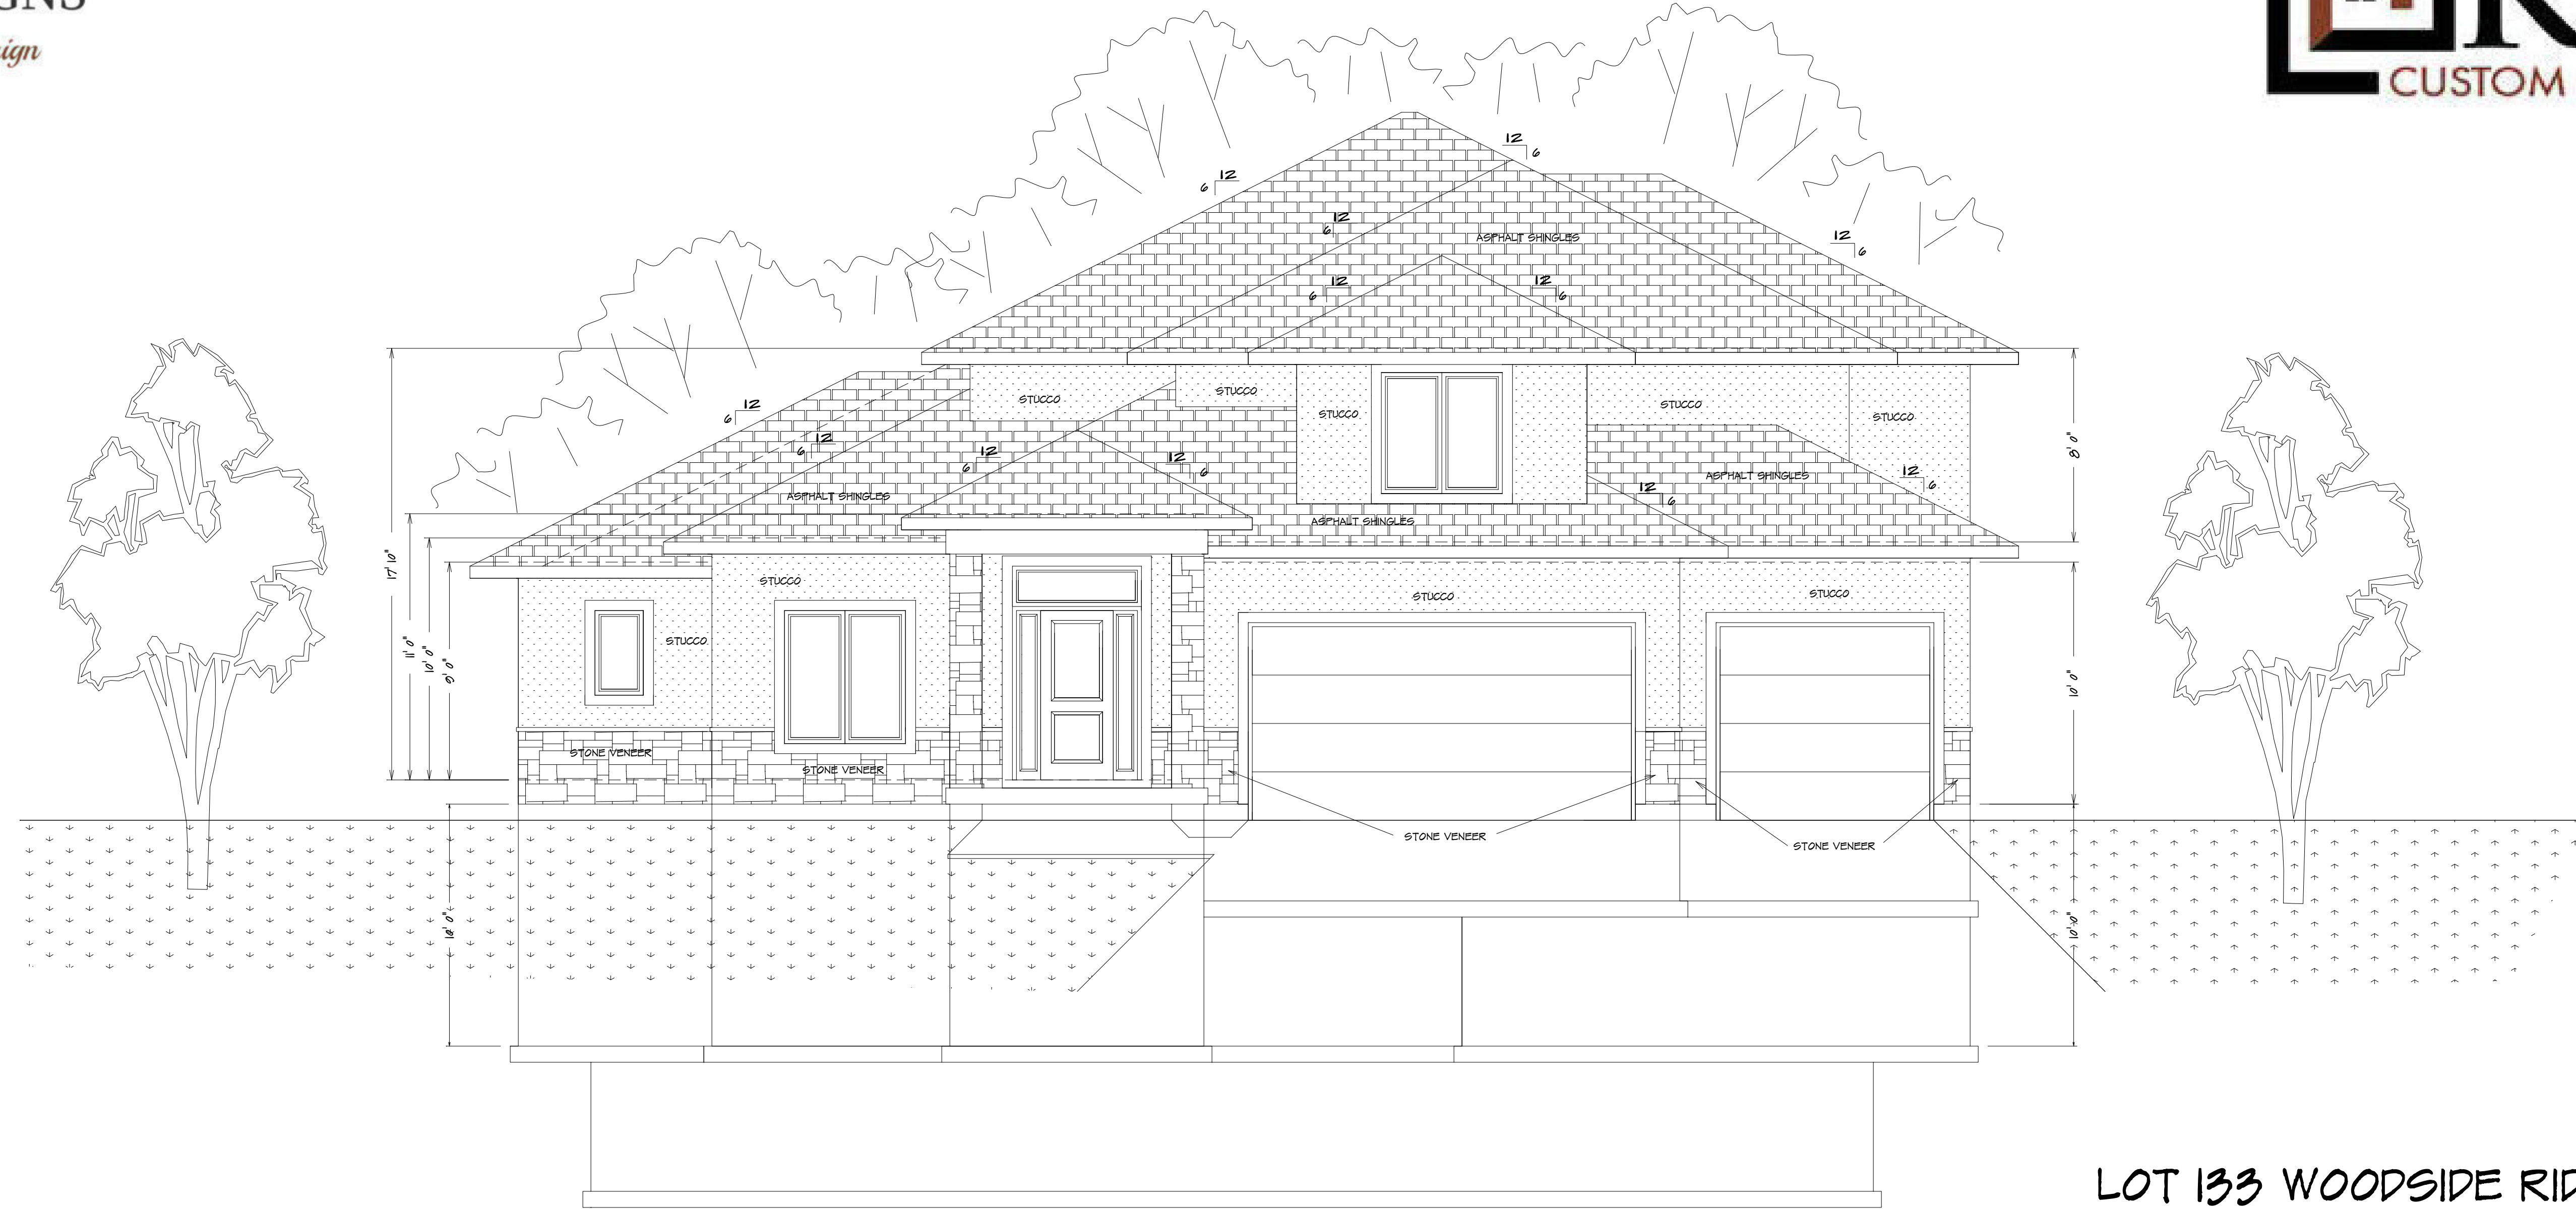 GNS
ign
CUSTOM
12
6
12
6
12
6
ASPHALT SHINGLES
12
6
12
6
12
6
STUCCO
STUCCO
STUCCO
STUCCO
STUCCO
12
6
12
6
12
6
12
6
12
6
12
6
ASPHALT SHINGLES
ASPHALT SHINGLES
ASPHALT SHINGLES
8' 0"
17' 10"
11' 0"
10' 0"
9' 0"
STUCCO
STUCCO
STUCCO
STUCCO
10' 0"
STONE VENEER
STONE VENEER
STONE VENEER
STONE VENEER
10' 0"
10' 0"
LOT 133 WOODSIDE RID